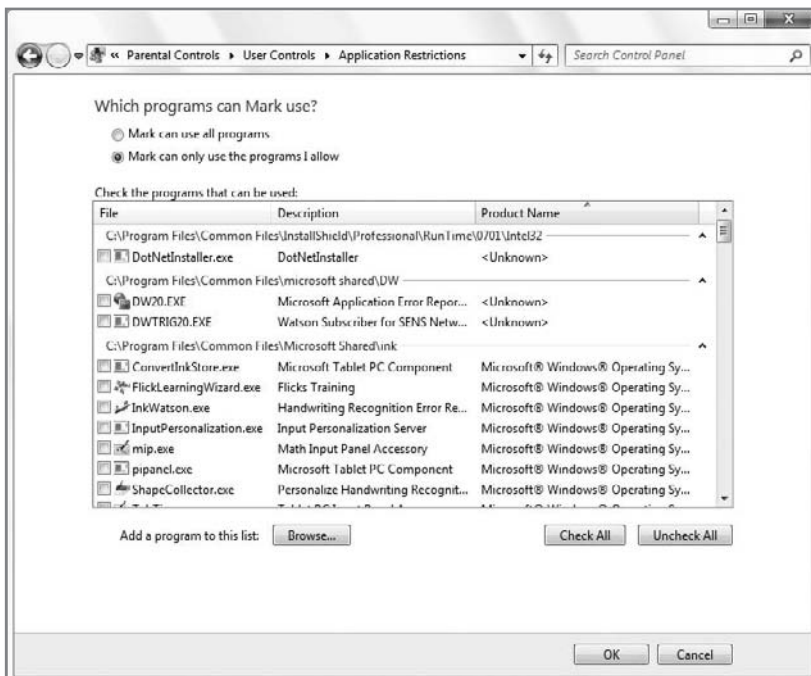 « Parental Controls ▸ User Controls ▸ Application Restrictions Search Control Panel
Which programs can Mark use?
Mark can use all programs
Mark can only use the programs I allow
Check the programs that can be used:
File Description Product Name
C:\Program Files\Common Files\InstallShield\Professional\RunTime\0701\Intel32
DotNetInstaller.exe DotNetInstaller <Unknown>
C:\Program Files\Common Files\microsoft shared\DW
DW20.EXE Microsoft Application Error Repor... <Unknown>
DWTRIG20.EXE Watson Subscriber for SENS Netw... <Unknown>
C:\Program Files\Common Files\Microsoft Shared\ink
ConvertInkStore.exe Microsoft Tablet PC Component Microsoft® Windows® Operating Sy...
FlickLearningWizard.exe Flicks Training Microsoft® Windows® Operating Sy...
InkWatson.exe Handwriting Recognition Error Re... Microsoft® Windows® Operating Sy...
InputPersonalization.exe Input Personalization Server Microsoft® Windows® Operating Sy...
mip.exe Math Input Panel Accessory Microsoft® Windows® Operating Sy...
pipanel.exe Microsoft Tablet PC Component Microsoft® Windows® Operating Sy...
ShapeCollector.exe Personalize Handwriting Recognit... Microsoft® Windows® Operating Sy...
Add a program to this list: Browse... Check All Uncheck All
OK Cancel